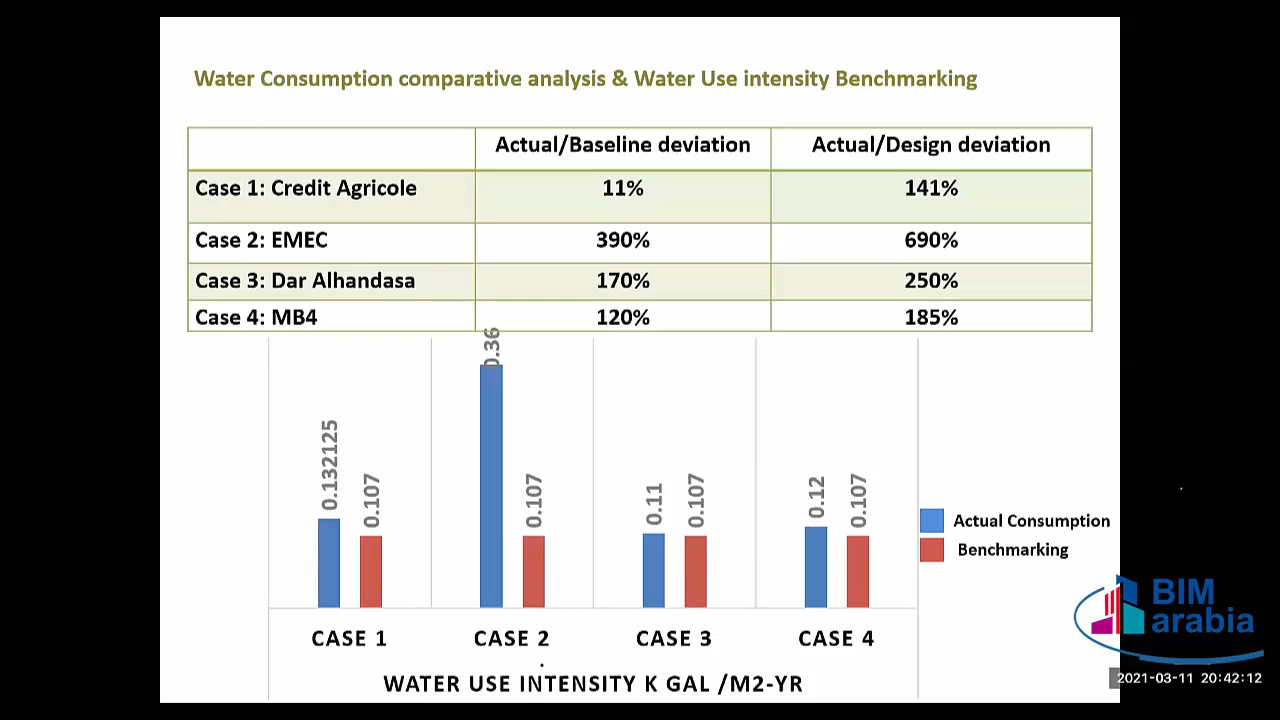 Water Consumption comparative analysis & Water Use intensity Benchmarking
Actual/Baseline deviation Actual/Design deviation
Case 1: Credit Agricole 11% 141%
Case 2: EMEC 390% 690%
Case 3: Dar Alhandasa 170% 250%
Case 4: MB4 120% 185%
0.132125 0.107 0.36 0.107 0.11 0.107 0.12 0.107
Actual Consumption
Benchmarking
CASE 1 CASE 2 CASE 3 CASE 4
WATER USE INTENSITY K GAL /M2-YR
BIM
arabia
2021-03-11 20:42:12